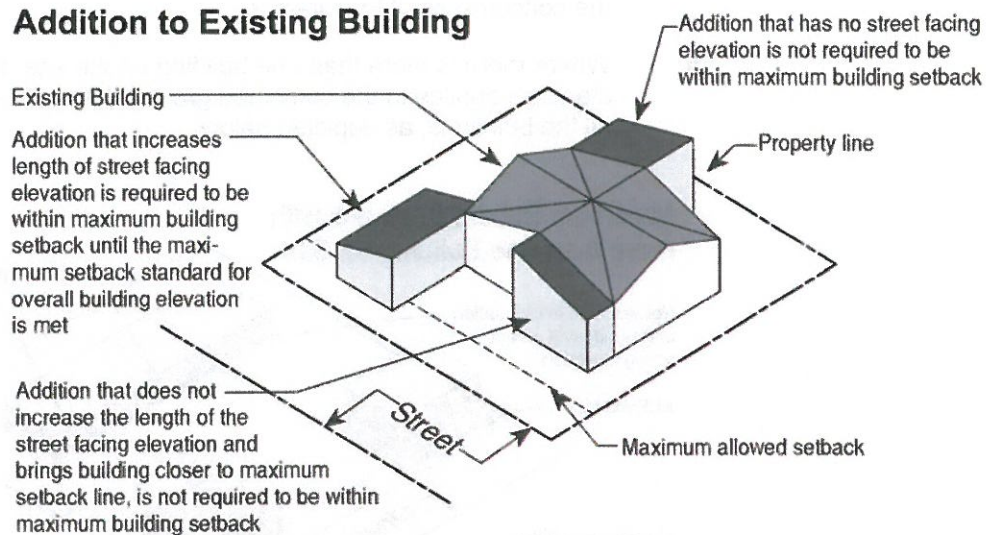 Addition to Existing Building
Addition that has no street facing
elevation is not required to be
within maximum building setback
Existing Building
Property line
Addition that increases
length of street facing
elevation is required to be
within maximum building
setback until the maxi-
mum setback standard for
overall building elevation
is met
Addition that does not
increase the length of the
street facing elevation and
brings building closer to maximum
setback line, is not required to be within
maximum building setback
Street
Maximum allowed setback